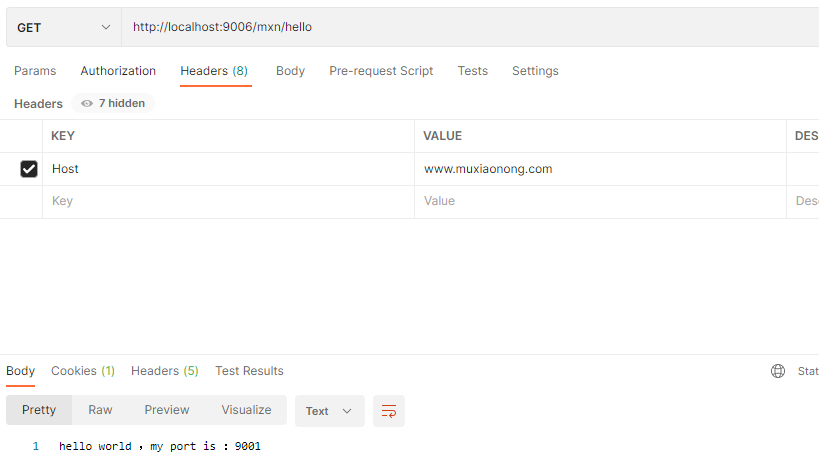 GET http://localhost:9006/mxn/hello
Params Authorization Headers (8) Body Pre-request Script Tests Settings
Headers 7 hidden
KEY VALUE DES
Host www.muxiaonong.com
Key Value Desc
Body Cookies (1) Headers (5) Test Results Stat
Pretty Raw Preview Visualize Text
1 hello world ，my port is : 9001